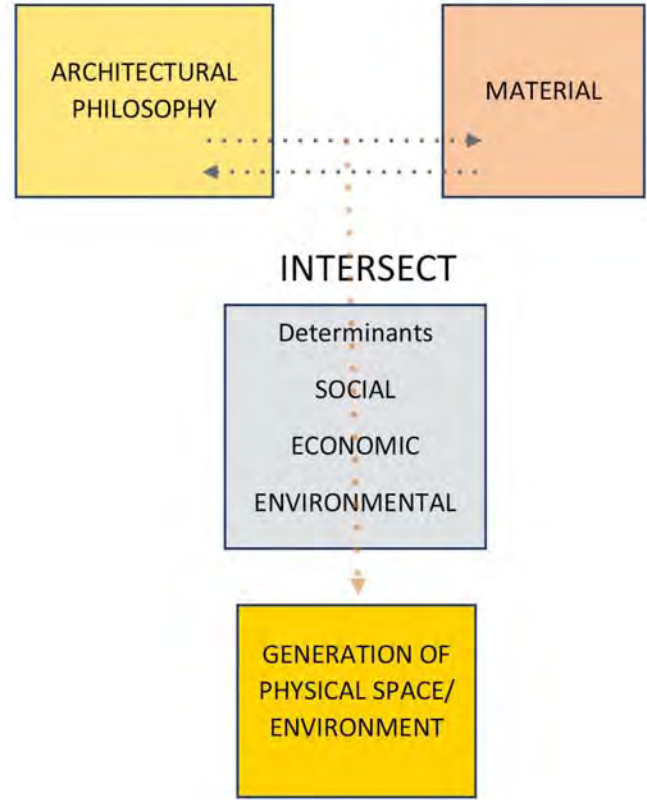 ARCHITECTURAL
PHILOSOPHY
MATERIAL
INTERSECT
Determinants
SOCIAL
ECONOMIC
ENVIRONMENTAL
GENERATION OF
PHYSICAL SPACE/
ENVIRONMENT